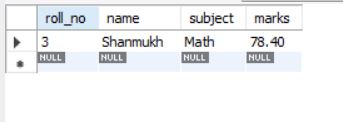 roll_no name subject marks
3 Shanmukh Math 78.40
NULL NULL NULL NULL